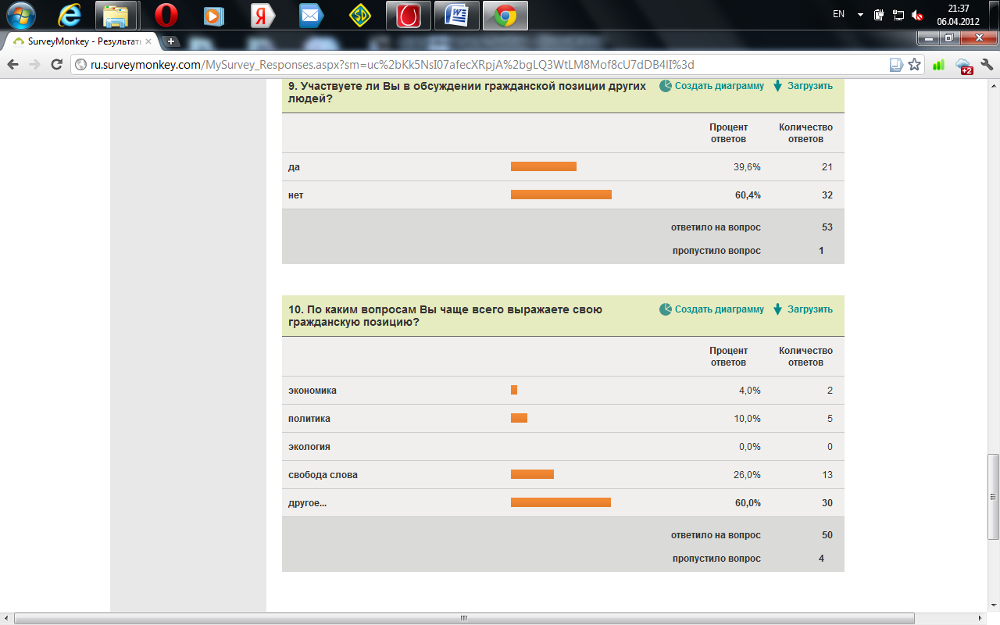 EN
21:37
06.04.2012
SurveyMonkey - Результаты
ru.surveymonkey.com/MySurvey_Responses.aspx?sm=uc%2bKk5NsI07afecXRpjA%2bgLQ3WtLM8Mof8cU7dDB4lI%3d
+2
9. Участвуете ли Вы в обсуждении гражданской позиции других
людей?
Создать диаграмму
Загрузить
Процент
ответов
Количество
ответов
да 39,6% 21
нет 60,4% 32
ответило на вопрос 53
пропустило вопрос 1
10. По каким вопросам Вы чаще всего выражаете свою
гражданскую позицию?
Создать диаграмму
Загрузить
Процент
ответов
Количество
ответов
экономика 4,0% 2
политика 10,0% 5
экология 0,0% 0
свобода слова 26,0% 13
другое... 60,0% 30
ответило на вопрос 50
пропустило вопрос 4